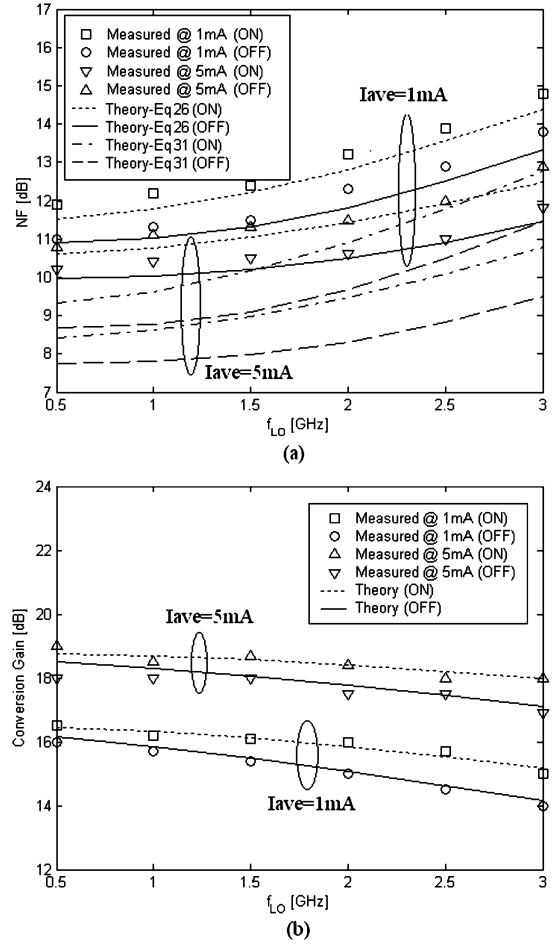 17
16
15
14
13
12
11
10
9
8
7
NF [dB]
Measured @ 1mA (ON)
Measured @ 1mA (OFF)
Measured @ 5mA (ON)
Measured @ 5mA (OFF)
Theory-Eq26 (ON)
Theory-Eq26 (OFF)
Theory-Eq31 (ON)
Theory-Eq31 (OFF)
Iave=1mA
Iave=5mA
0.5 1 1.5 2 2.5 3
fLO [GHz]
(a)
24
22
20
18
16
14
12
Conversion Gain [dB]
Measured @ 1mA (ON)
Measured @ 1mA (OFF)
Measured @ 5mA (ON)
Measured @ 5mA (OFF)
Theory (ON)
Theory (OFF)
Iave=5mA
Iave=1mA
0.5 1 1.5 2 2.5 3
fLO [GHz]
(b)